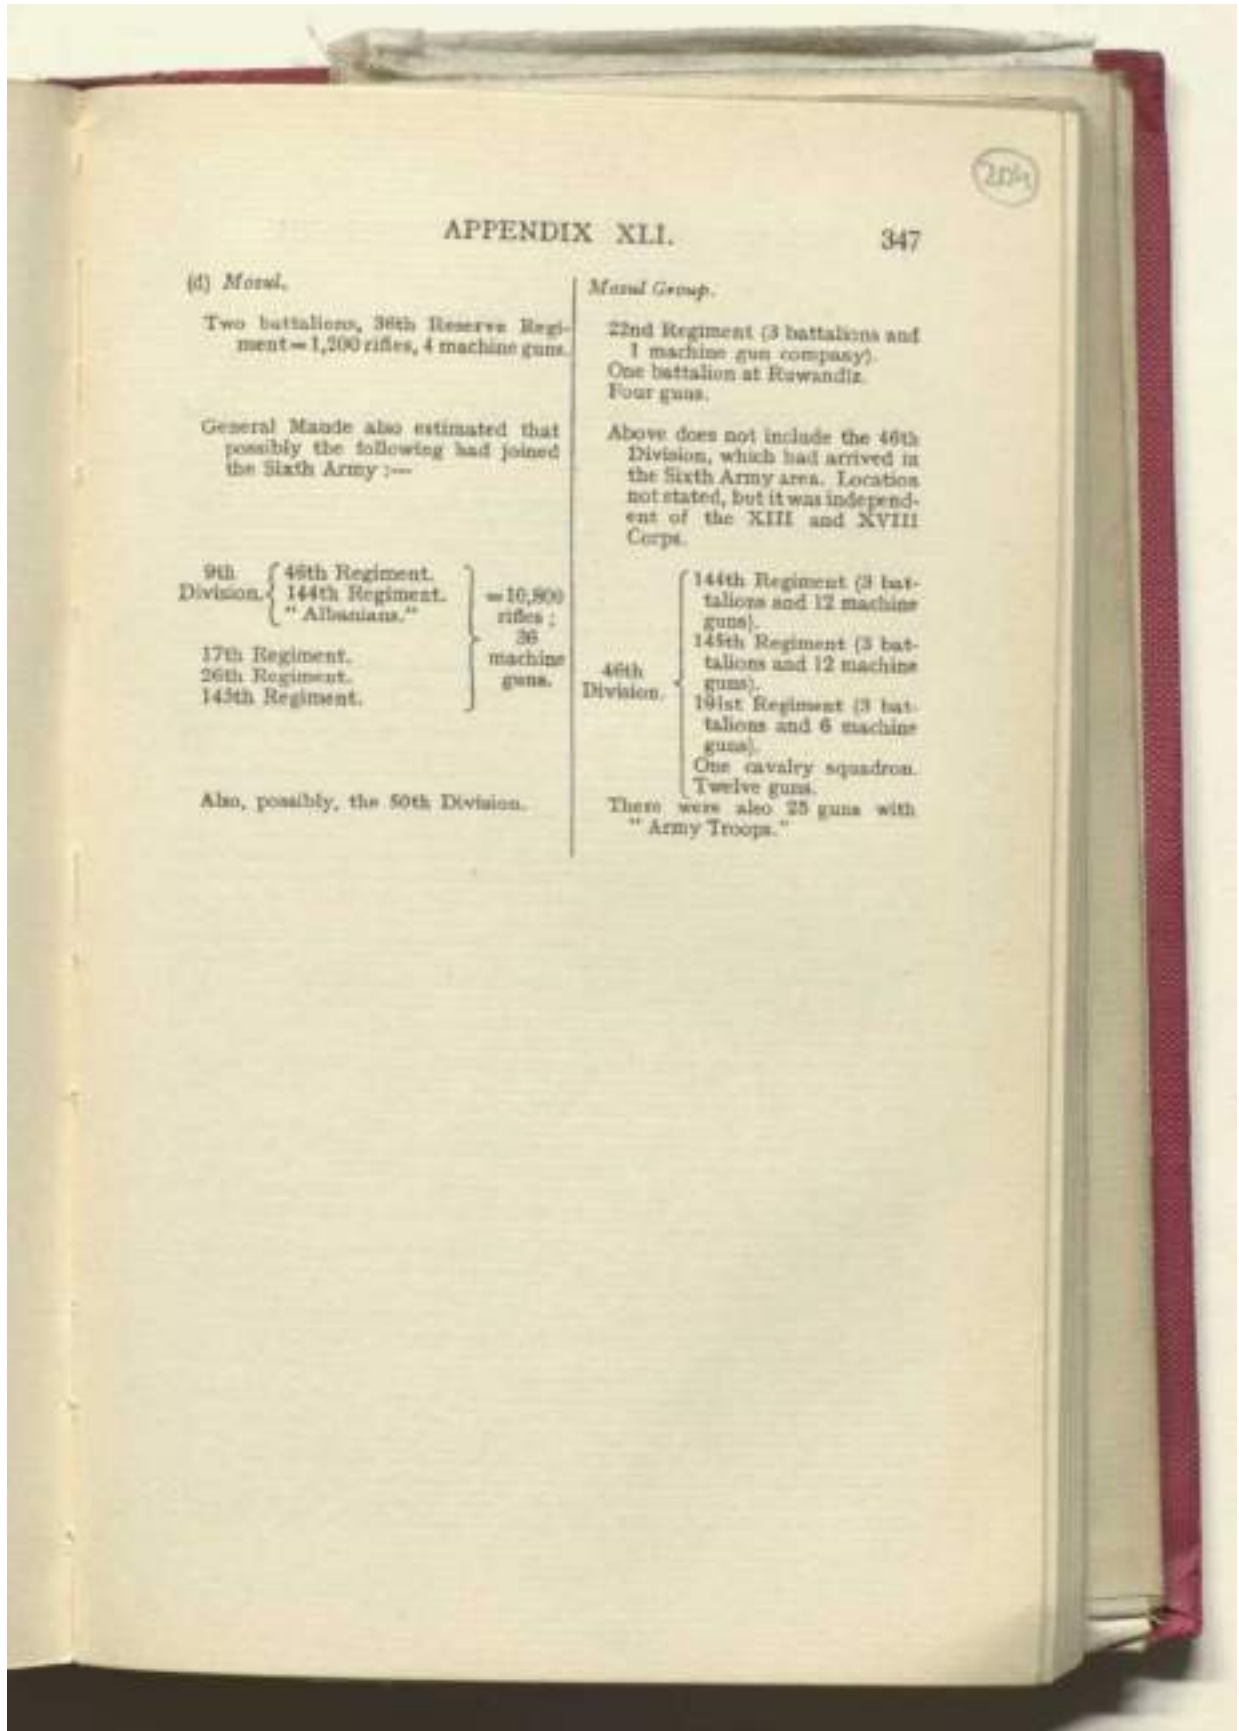 APPENDIX XLI. 347
(d) Mosul.
Two battalions, 36th Reserve Regi-
ment=1,200 rifles, 4 machine guns.
General Maude also estimated that
possibly the following had joined
the Sixth Army :—
9th
Division.
46th Regiment.
144th Regiment.
"Albanians."
17th Regiment.
26th Regiment.
145th Regiment.
=10,800
rifles ;
36
machine
guns.
Also, possibly, the 50th Division.
Mosul Group.
22nd Regiment (3 battalions and
1 machine gun company).
One battalion at Ruwandiz.
Four guns.
Above does not include the 46th
Division, which had arrived in
the Sixth Army area. Location
not stated, but it was independ-
ent of the XIII and XVIII
Corps.
46th
Division.
144th Regiment (3 bat-
talions and 12 machine
guns).
145th Regiment (3 bat-
talions and 12 machine
guns).
191st Regiment (3 bat-
talions and 6 machine
guns).
One cavalry squadron.
Twelve guns.
There were also 25 guns with
"Army Troops."